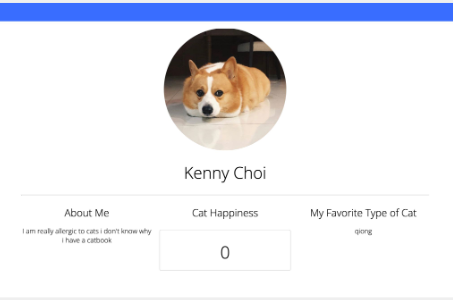 Kenny Choi
About Me
I am really allergic to cats i don't know why
i have a catbook
Cat Happiness
0
My Favorite Type of Cat
qiong